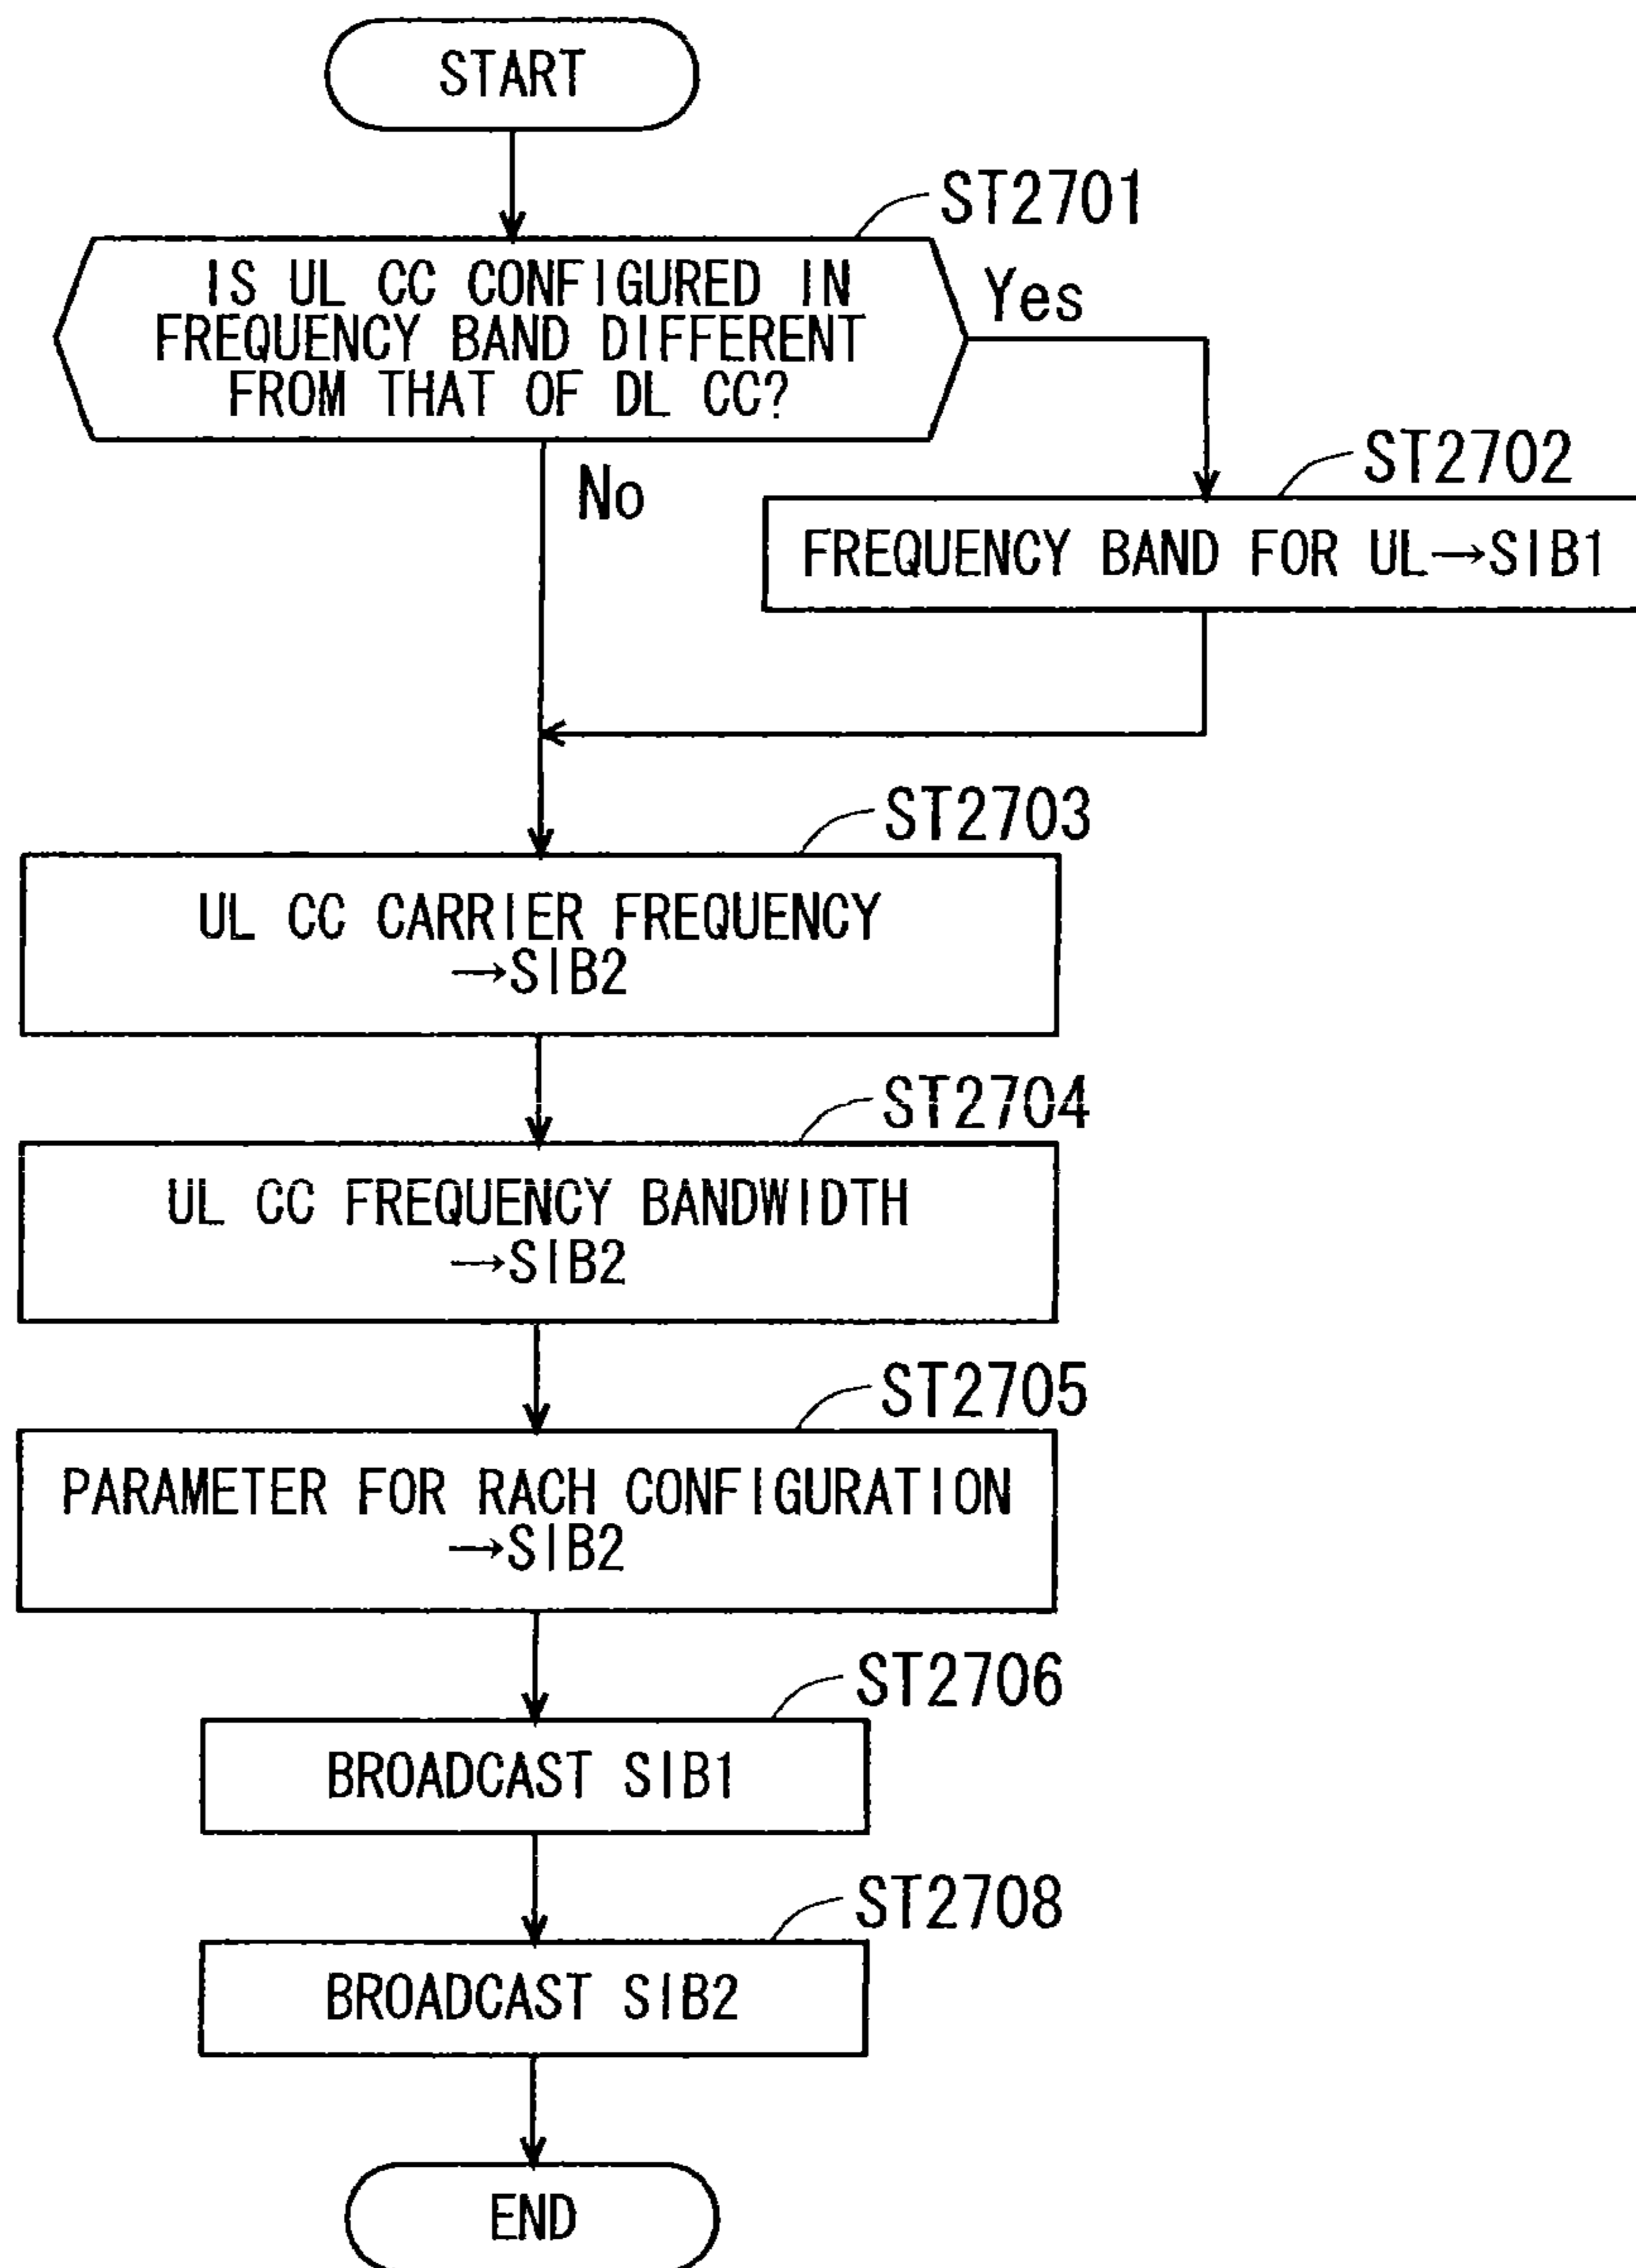 START
ST2701
IS UL CC CONFIGURED IN
FREQUENCY BAND DIFFERENT
FROM THAT OF DL CC?
Yes
No
ST2702
FREQUENCY BAND FOR UL→SIB1
ST2703
UL CC CARRIER FREQUENCY
→SIB2
ST2704
UL CC FREQUENCY BANDWIDTH
→SIB2
ST2705
PARAMETER FOR RACH CONFIGURATION
→SIB2
ST2706
BROADCAST SIB1
ST2708
BROADCAST SIB2
END